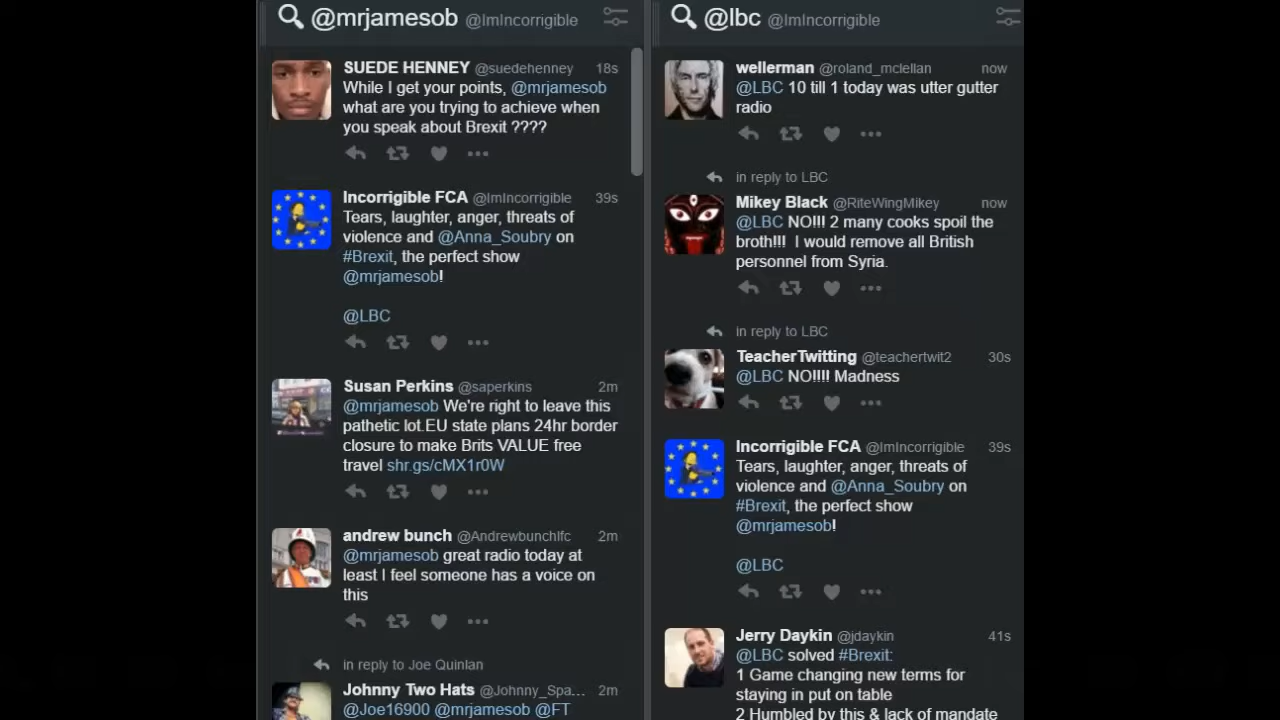 @mrjamesob @ImIncorrigible
SUEDE HENNEY @suedehenney 18s
While I get your points, @mrjamesob
what are you trying to achieve when
you speak about Brexit ????
Incorrigible FCA @ImIncorrigible 39s
Tears, laughter, anger, threats of
violence and @Anna_Soubry on
#Brexit, the perfect show
@mrjamesob!
@LBC
Susan Perkins @saperkins 2m
@mrjamesob We're right to leave this
pathetic lot.EU state plans 24hr border
closure to make Brits VALUE free
travel shr.gs/cMX1r0W
andrew bunch @Andrewbunchlfc 2m
@mrjamesob great radio today at
least I feel someone has a voice on
this
in reply to Joe Quinlan
Johnny Two Hats @Johnny_Spa... 2m
@Joe16900 @mrjamesob @FT
@lbc @ImIncorrigible
wellerman @roland_mclellan now
@LBC 10 till 1 today was utter gutter
radio
in reply to LBC
Mikey Black @RiteWingMikey now
@LBC NO!!! 2 many cooks spoil the
broth!!! I would remove all British
personnel from Syria.
in reply to LBC
TeacherTwitting @teachertwit2 30s
@LBC NO!!!! Madness
Incorrigible FCA @ImIncorrigible 39s
Tears, laughter, anger, threats of
violence and @Anna_Soubry on
#Brexit, the perfect show
@mrjamesob!
@LBC
Jerry Daykin @jdaykin 41s
@LBC solved #Brexit:
1 Game changing new terms for
staying in put on table
2 Humbled by this & lack of mandate